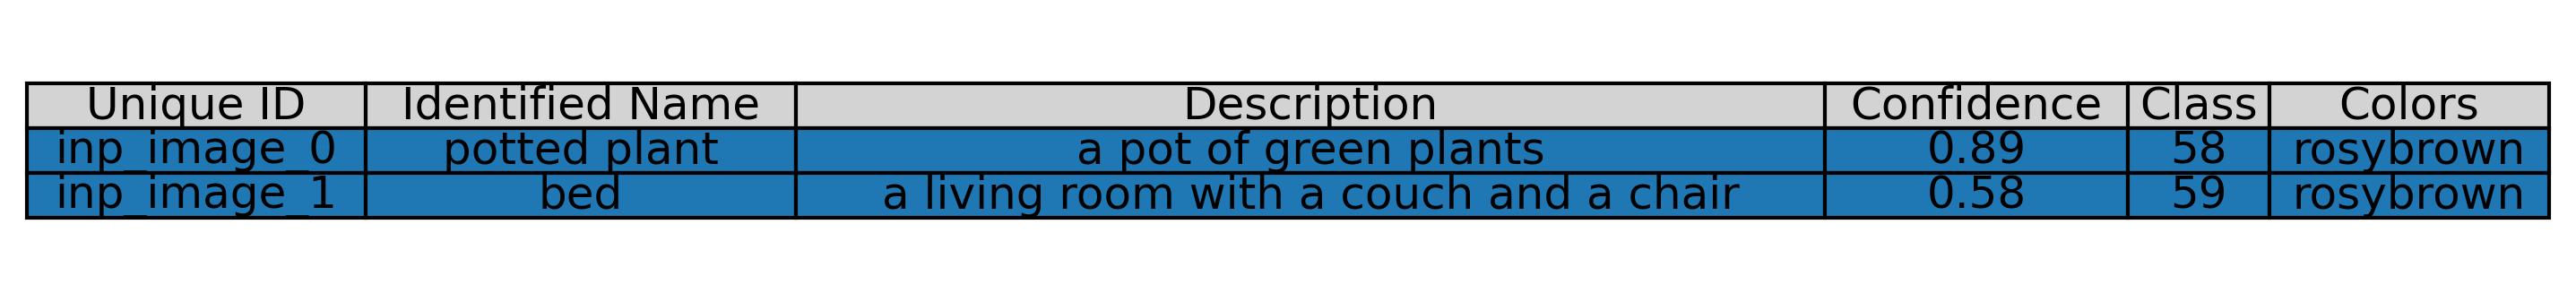 Unique ID Identified Name Description Confidence Class Colors
inp_image_0 potted plant a pot of green plants 0.89 58 rosybrown
inp_image_1 bed a living room with a couch and a chair 0.58 59 rosybrown